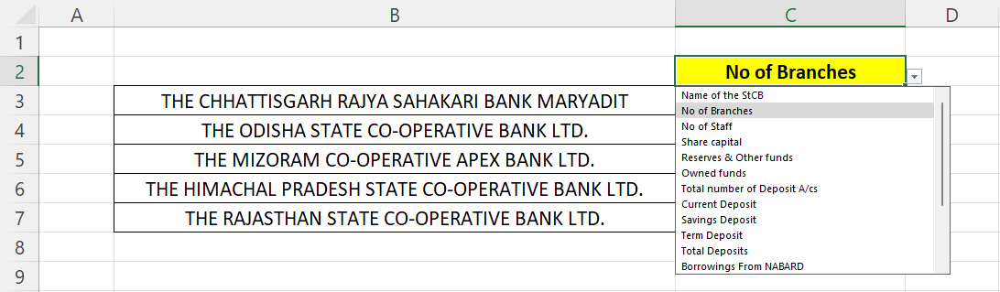 A B C D
1
2 No of Branches
3 THE CHHATTISGARH RAJYA SAHAKARI BANK MARYADIT
4 THE ODISHA STATE CO-OPERATIVE BANK LTD.
5 THE MIZORAM CO-OPERATIVE APEX BANK LTD.
6 THE HIMACHAL PRADESH STATE CO-OPERATIVE BANK LTD.
7 THE RAJASTHAN STATE CO-OPERATIVE BANK LTD.
8
9
Name of the StCB
No of Branches
No of Staff
Share capital
Reserves & Other funds
Owned funds
Total number of Deposit A/cs
Current Deposit
Savings Deposit
Term Deposit
Total Deposits
Borrowings From NABARD